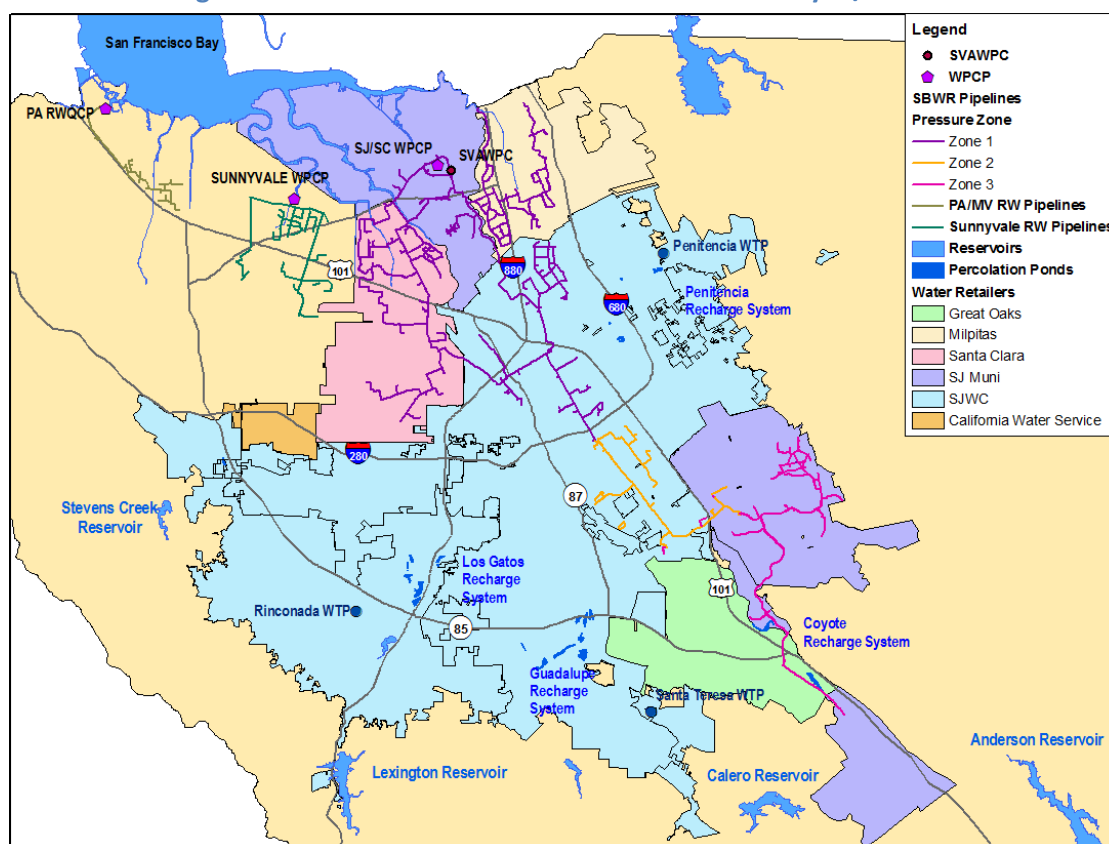 San Francisco Bay
PA RWQCP
SJ/SC WPCP
SVAWPC
SUNNYVALE WPCP
101
880
680
Penitencia WTP
Penitencia
Recharge System
280
87
Stevens Creek
Reservoir
Los Gatos
Recharge
System
Rinconada WTP
85
101
Coyote
Recharge System
Guadalupe
Recharge
System
Santa Teresa WTP
Lexington Reservoir
Calero Reservoir
Anderson Reservoir
Legend
SVAWPC
WPCP
SBWR Pipelines
Pressure Zone
Zone 1
Zone 2
Zone 3
PA/MV RW Pipelines
Sunnyvale RW Pipelines
Reservoirs
Percolation Ponds
Water Retailers
Great Oaks
Milpitas
Santa Clara
SJ Muni
SJWC
California Water Service